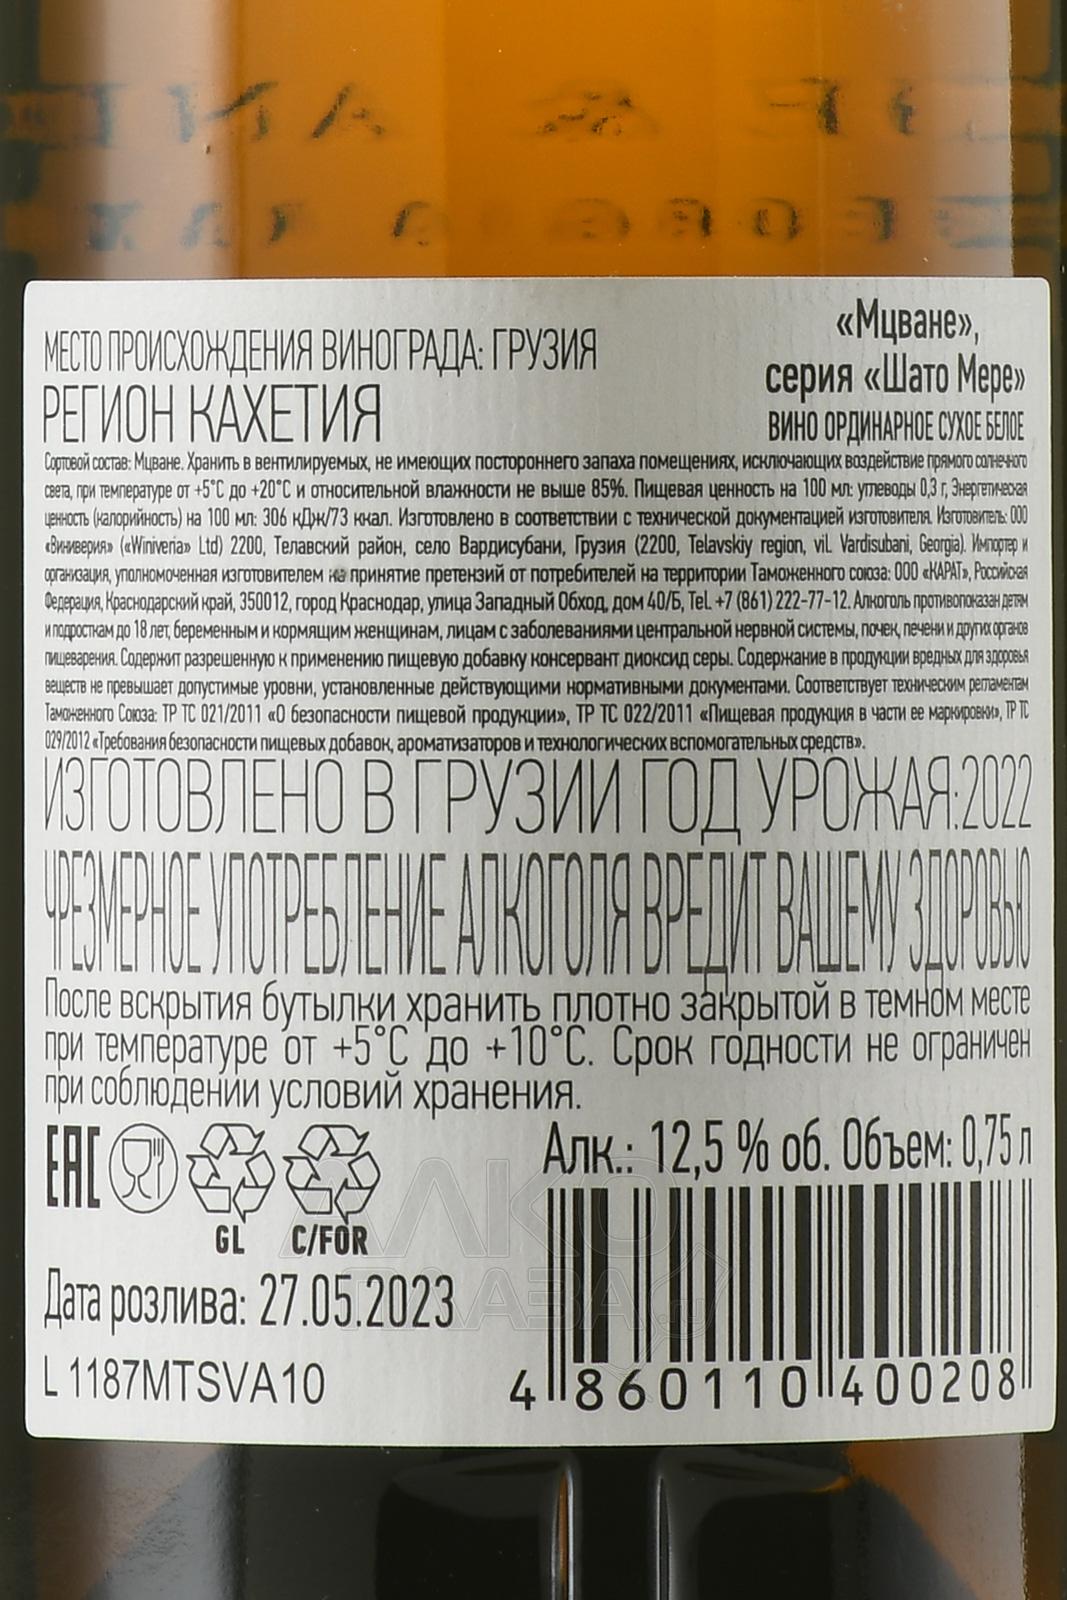 МЕСТО ПРОИСХОЖДЕНИЯ ВИНОГРАДА: ГРУЗИЯ
РЕГИОН КАХЕТИЯ
«Мцване»,
серия «Шато Мере»
ВИНО ОРДИНАРНОЕ СУХОЕ БЕЛОЕ
Сортовой состав: Мцване. Хранить в вентилируемых, не имеющих постороннего запаха помещениях, исключающих воздействие прямого солнечного
света, при температуре от +5°С до +20°С и относительной влажности не выше 85%. Пищевая ценность на 100 мл: углеводы 0,3 г, Энергетическая
ценность (калорийность) на 100 мл: 306 кДж/73 ккал. Изготовлено в соответствии с технической документацией изготовителя. Изготовитель: ООО
«Виниверия» («Winiveria» Ltd) 2200, Телавский район, село Вардисубани, Грузия (2200, Telavskiy region, vil. Vardisubani, Georgia). Импортер и
организация, уполномоченная изготовителем на принятие претензий от потребителей на территории Таможенного союза: ООО «КАРАТ», Российская
Федерация, Краснодарский край, 350012, город Краснодар, улица Западный Обход, дом 40/Б, Tel. +7 (861) 222-77-12. Алкоголь противопоказан детям
и подросткам до 18 лет, беременным и кормящим женщинам, лицам с заболеваниями центральной нервной системы, почек, печени и других органов
пищеварения. Содержит разрешенную к применению пищевую добавку консервант диоксид серы. Содержание в продукции вредных для здоровья
веществ не превышает допустимые уровни, установленные действующими нормативными документами. Соответствует техническим регламентам
Таможенного Союза: ТР ТС 021/2011 «О безопасности пищевой продукции», ТР ТС 022/2011 «Пищевая продукция в части ее маркировки», ТР ТС
029/2012 «Требования безопасности пищевых добавок, ароматизаторов и технологических вспомогательных средств».
ИЗГОТОВЛЕНО В ГРУЗИИ ГОД УРОЖАЯ:2022
ЧРЕЗМЕРНОЕ УПОТРЕБЛЕНИЕ АЛКОГОЛЯ ВРЕДИТ ВАШЕМУ ЗДОРОВЬЮ
После вскрытия бутылки хранить плотно закрытой в темном месте
при температуре от +5°С до +10°С. Срок годности не ограничен
при соблюдении условий хранения.
EAC
GL
C/FOR
Алк.: 12,5 % об. Объем: 0,75 л
Дата розлива: 27.05.2023
L 1187MTSVA10
4 860110 400208
АЛКО
ПЛАЗА.ru